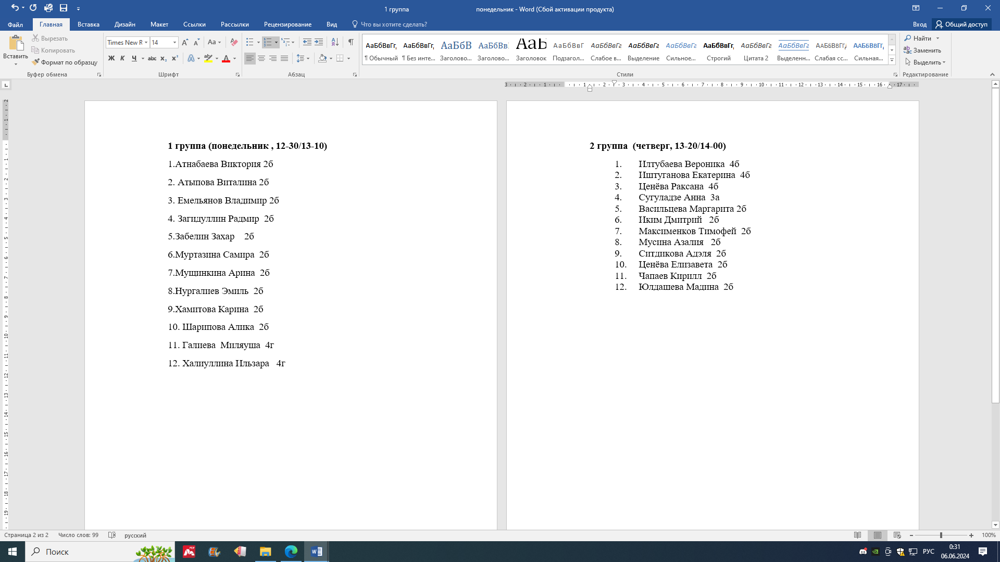 1 группа понедельник - Word (Сбой активации продукта)
Файл Главная Вставка Дизайн Макет Ссылки Рассылки Рецензирование Вид Что вы хотите сделать? Вход Общий доступ
Вставить
Вырезать
Копировать
Формат по образцу
Буфер обмена
Times New R 14
Шрифт
Абзац
¶ Обычный ¶ Без инте... Заголово... Заголово... Заголовок Подзагол... Слабое в... Выделение Сильное... Строгий Цитата 2 Выделенн... Слабая сс... Сильная...
Стили
Найти
Заменить
Выделить
Редактирование
1 группа (понедельник , 12-30/13-10)
1.Атнабаева Виктория 2б
2. Атыпова Виталина 2б
3. Емельянов Владимир 2б
4. Загидуллин Радмир 2б
5.Забелин Захар 2б
6.Муртазина Самира 2б
7.Мущинкина Арина 2б
8.Нургалиев Эмиль 2б
9.Хамитова Карина 2б
10. Шарипова Алика 2б
11. Галиева Миляуша 4г
12. Халиуллина Ильзара 4г
2 группа (четверг, 13-20/14-00)
1. Илтубаева Вероника 4б
2. Иштуганова Екатерина 4б
3. Ценёва Раксана 4б
4. Сугуладзе Анна 3а
5. Васильцева Маргарита 2б
6. Иким Дмитрий 2б
7. Максименков Тимофей 2б
8. Мусина Азалия 2б
9. Ситдикова Адэля 2б
10. Ценёва Елизавета 2б
11. Чапаев Кирилл 2б
12. Юлдашева Мадина 2б
Страница 2 из 2 Число слов: 99 русский 100%
Поиск
РУС
0:31
06.06.2024